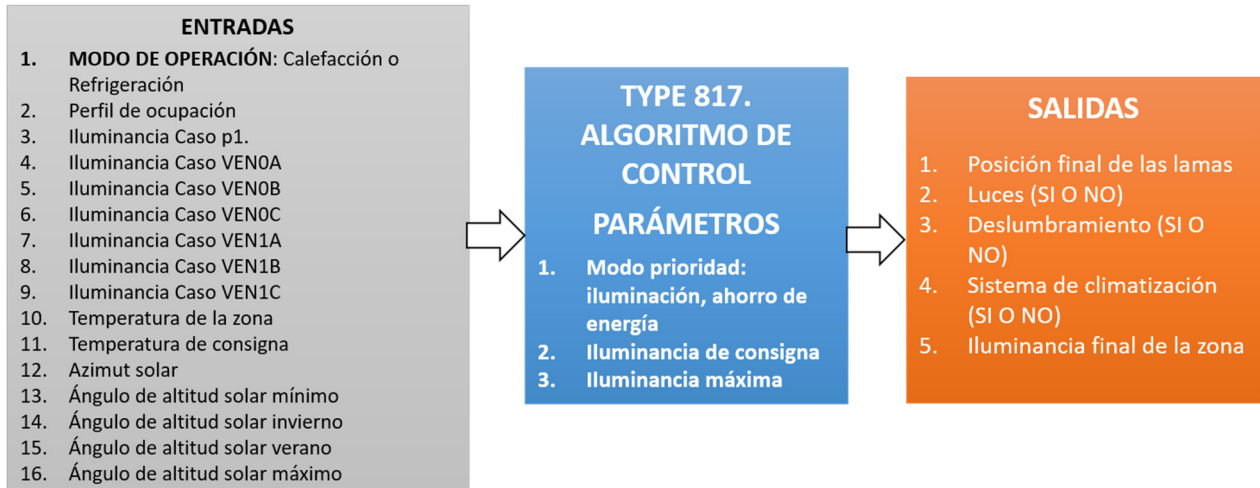 ENTRADAS
1. MODO DE OPERACIÓN: Calefacción o
Refrigeración
2. Perfil de ocupación
3. Iluminancia Caso p1.
4. Iluminancia Caso VEN0A
5. Iluminancia Caso VEN0B
6. Iluminancia Caso VEN0C
7. Iluminancia Caso VEN1A
8. Iluminancia Caso VEN1B
9. Iluminancia Caso VEN1C
10. Temperatura de la zona
11. Temperatura de consigna
12. Azimut solar
13. Ángulo de altitud solar mínimo
14. Ángulo de altitud solar invierno
15. Ángulo de altitud solar verano
16. Ángulo de altitud solar máximo
TYPE 817.
ALGORITMO DE
CONTROL
PARÁMETROS
1. Modo prioridad:
iluminación, ahorro de
energía
2. Iluminancia de consigna
3. Iluminancia máxima
SALIDAS
1. Posición final de las lamas
2. Luces (SI O NO)
3. Deslumbramiento (SI O
NO)
4. Sistema de climatización
(SI O NO)
5. Iluminancia final de la zona